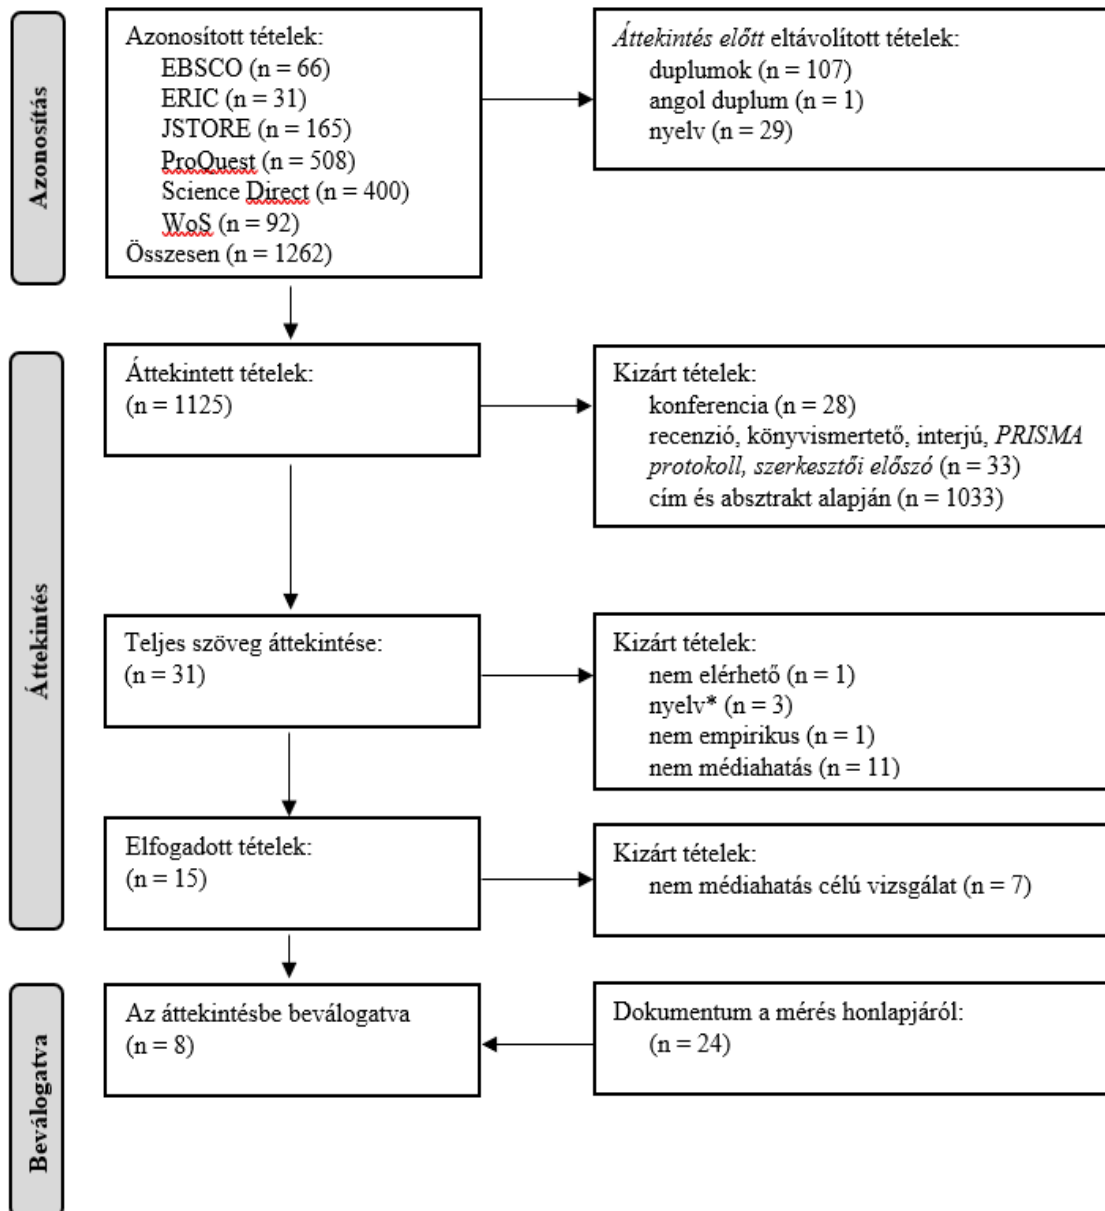 Azonosítás
Azonosított tételek:
EBSCO (n = 66)
ERIC (n = 31)
JSTORE (n = 165)
ProQuest (n = 508)
Science Direct (n = 400)
WoS (n = 92)
Összesen (n = 1262)
Áttekintés előtt eltávolított tételek:
duplumok (n = 107)
angol duplum (n = 1)
nyelv (n = 29)
Áttekintés
Áttekintett tételek:
(n = 1125)
Kizárt tételek:
konferencia (n = 28)
recenzió, könyvismertető, interjú, PRISMA
protokoll, szerkesztői előszó (n = 33)
cím és absztrakt alapján (n = 1033)
Teljes szöveg áttekintése:
(n = 31)
Kizárt tételek:
nem elérhető (n = 1)
nyelv* (n = 3)
nem empirikus (n = 1)
nem médiahatás (n = 11)
Elfogadott tételek:
(n = 15)
Kizárt tételek:
nem médiahatás célú vizsgálat (n = 7)
Beválogatva
Az áttekintésbe beválogatva
(n = 8)
Dokumentum a mérés honlapjáról:
(n = 24)